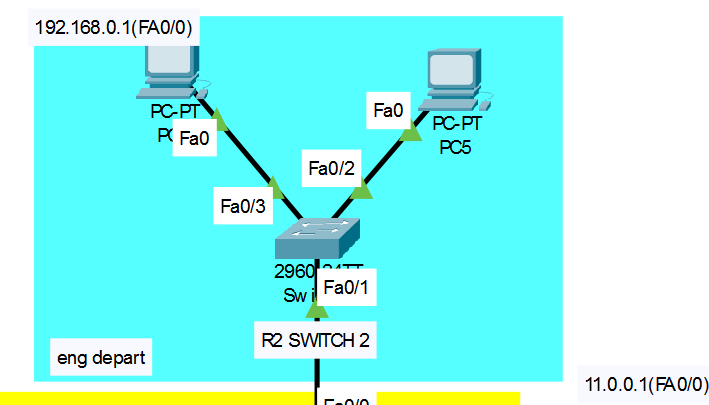 192.168.0.1(FA0/0)
PC-PT
Fa0
Fa0
PC-PT
PC5
Fa0/2
Fa0/3
Fa0/1
R2 SWITCH 2
eng depart
11.0.0.1(FA0/0)